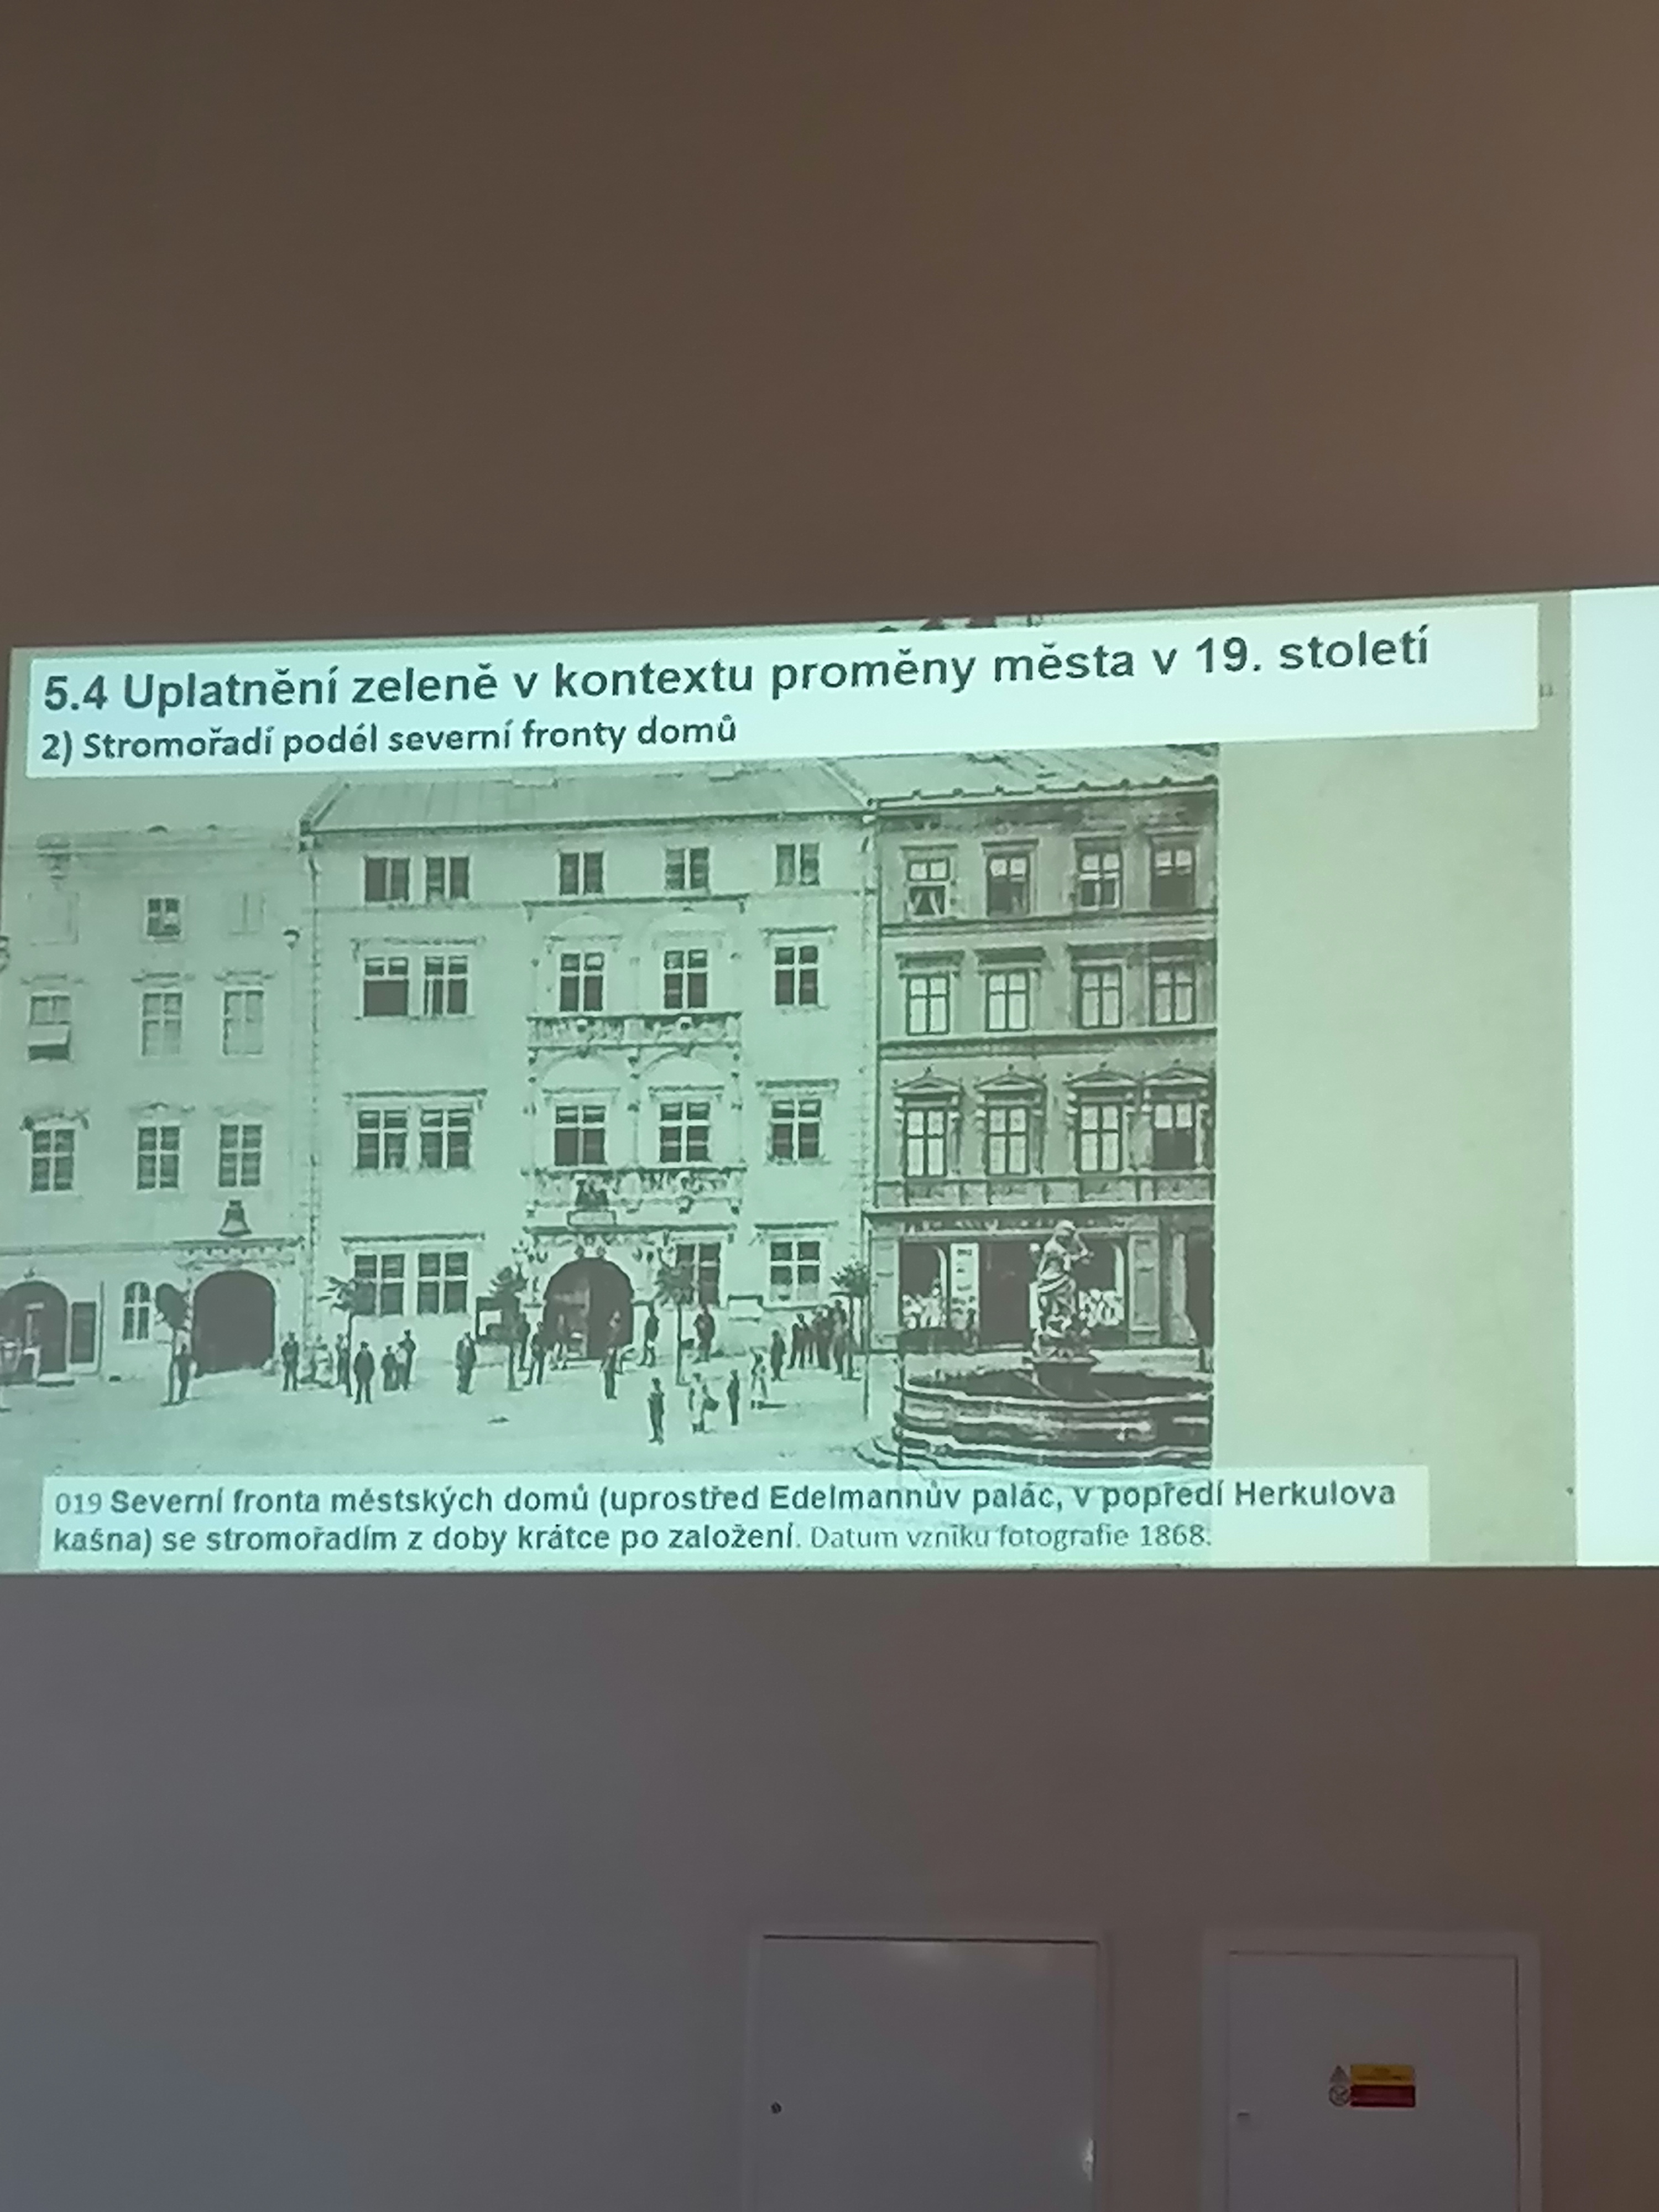 5.4 Uplatnění zeleně v kontextu proměny města v 19. století
2) Stromořadí podél severní fronty domů
019 Severní fronta městských domů (uprostřed Edelmannův palác, v popředí Herkulova
kašna) se stromořadím z doby krátce po založení. Datum vzniku fotografie 1868.